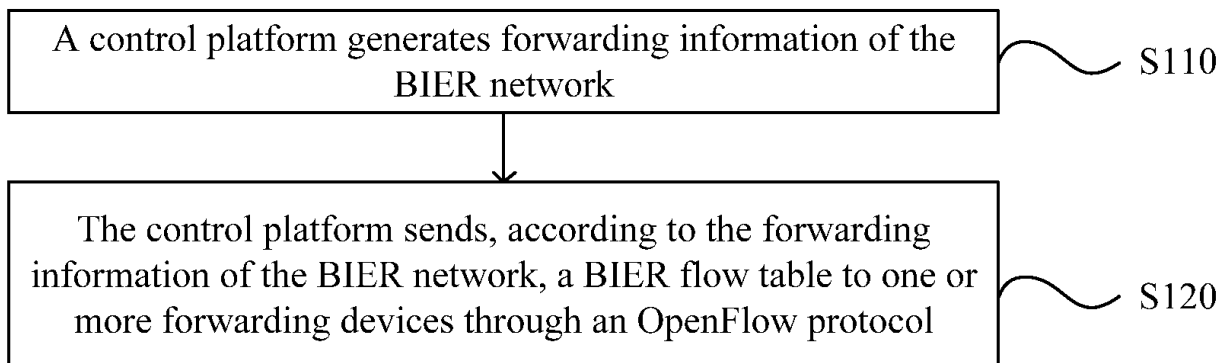 A control platform generates forwarding information of the
BIER network
S110
The control platform sends, according to the forwarding
information of the BIER network, a BIER flow table to one or
more forwarding devices through an OpenFlow protocol
S120